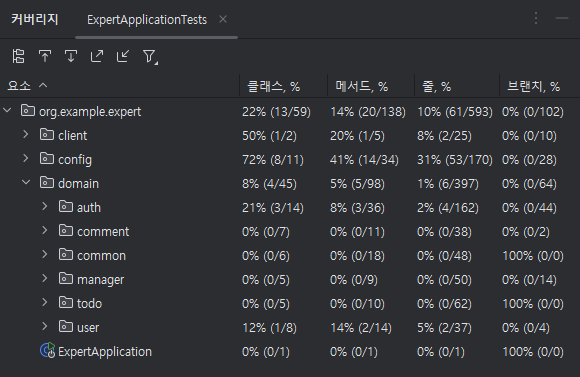 커버리지 ExpertApplicationTests
요소 클래스, % 메서드, % 줄, % 브랜치, %
org.example.expert 22% (13/59) 14% (20/138) 10% (61/593) 0% (0/102)
client 50% (1/2) 20% (1/5) 8% (2/25) 0% (0/10)
config 72% (8/11) 41% (14/34) 31% (53/170) 0% (0/28)
domain 8% (4/45) 5% (5/98) 1% (6/397) 0% (0/64)
auth 21% (3/14) 8% (3/36) 2% (4/162) 0% (0/44)
comment 0% (0/7) 0% (0/11) 0% (0/38) 0% (0/2)
common 0% (0/6) 0% (0/18) 0% (0/48) 100% (0/0)
manager 0% (0/5) 0% (0/9) 0% (0/50) 0% (0/14)
todo 0% (0/5) 0% (0/10) 0% (0/62) 100% (0/0)
user 12% (1/8) 14% (2/14) 5% (2/37) 0% (0/4)
ExpertApplication 0% (0/1) 0% (0/1) 0% (0/1) 100% (0/0)